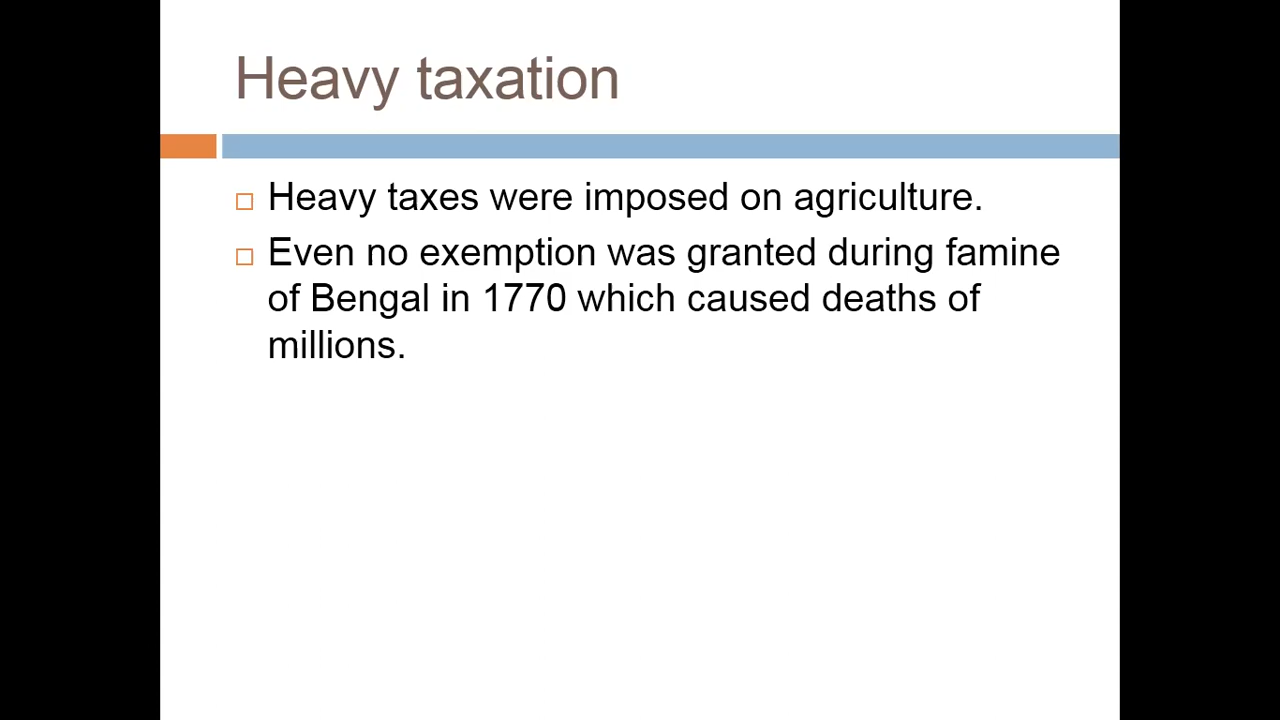 Heavy taxation
Heavy taxes were imposed on agriculture.
Even no exemption was granted during famine
of Bengal in 1770 which caused deaths of
millions.